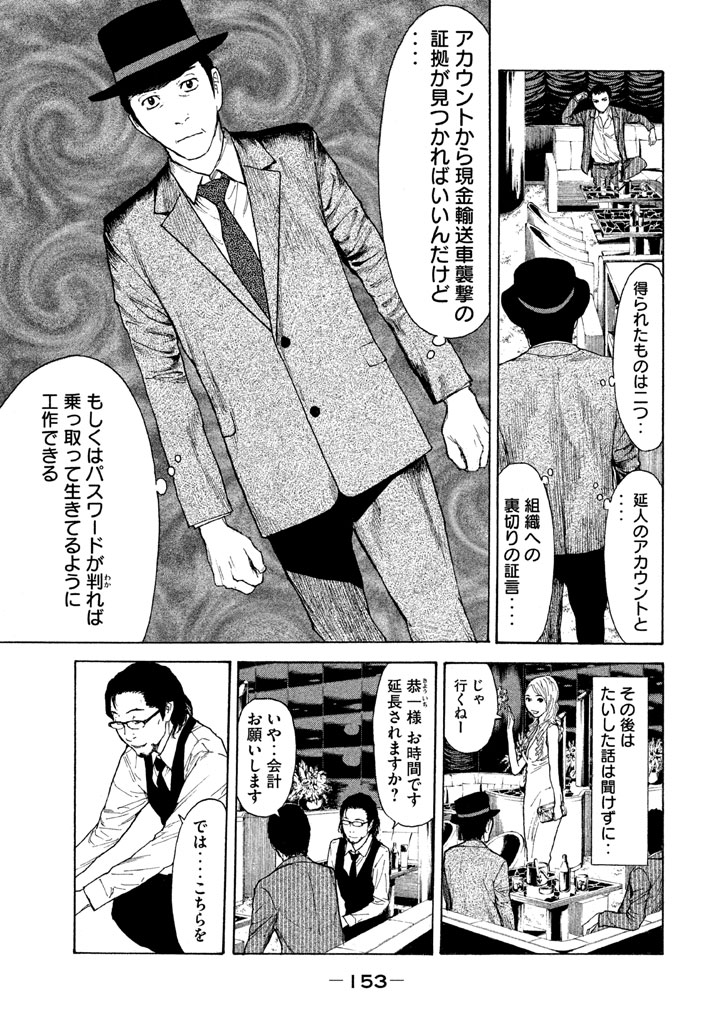 得られたものは二つ‥
延人のアカウントと
‥‥
組織への
裏切りの証言‥‥
アカウントから現金輸送車襲撃の
証拠が見つかればいいんだけど
‥‥
もしくはパスワードが判れば
わか
乗っ取って生きてるように
工作できる
その後は
たいした話は聞けずに‥
じゃ
行くねー
恭一様 お時間です
きょういち
延長されますか?
いや‥会計
お願いします
では‥‥こちらを
－153－